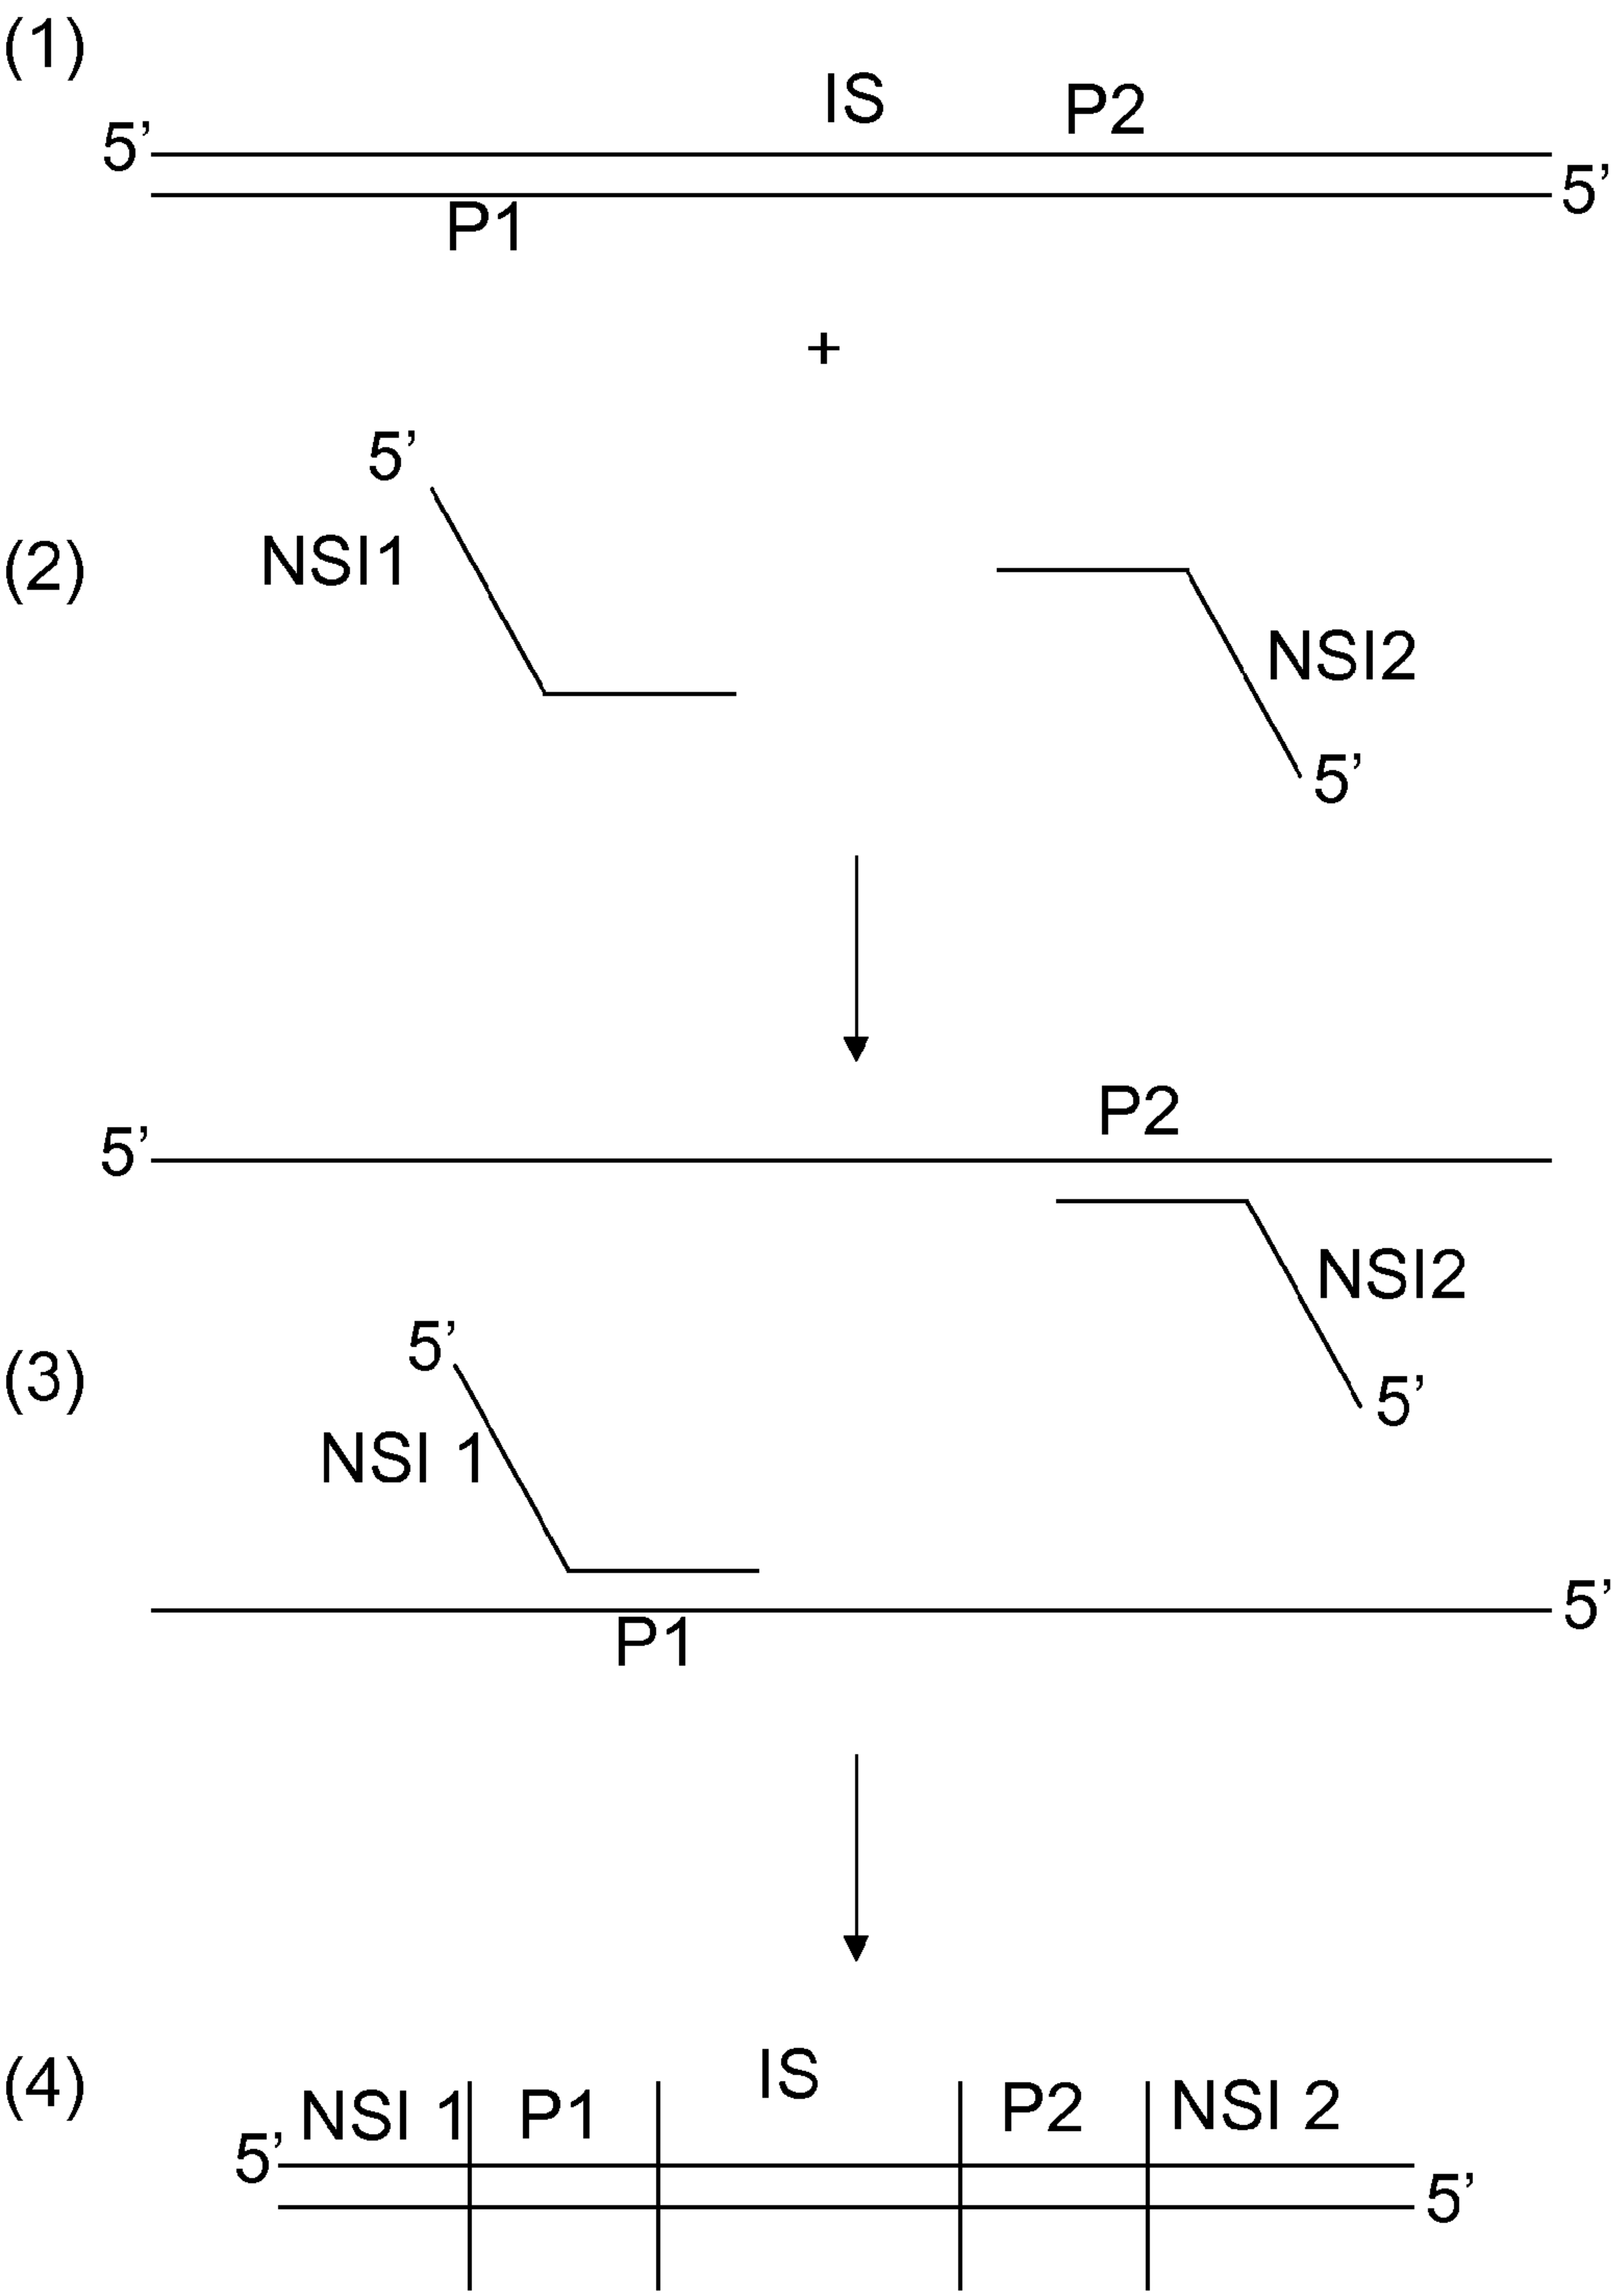 (1)
IS P2
5’
5’
P1
+
5’
(2) NSI1
NSI2
5’
P2
5’
NSI2
5’
(3)
5’
NSI 1
5’
P1
(4)
IS
NSI 1 P1 P2 NSI 2
5’
5’